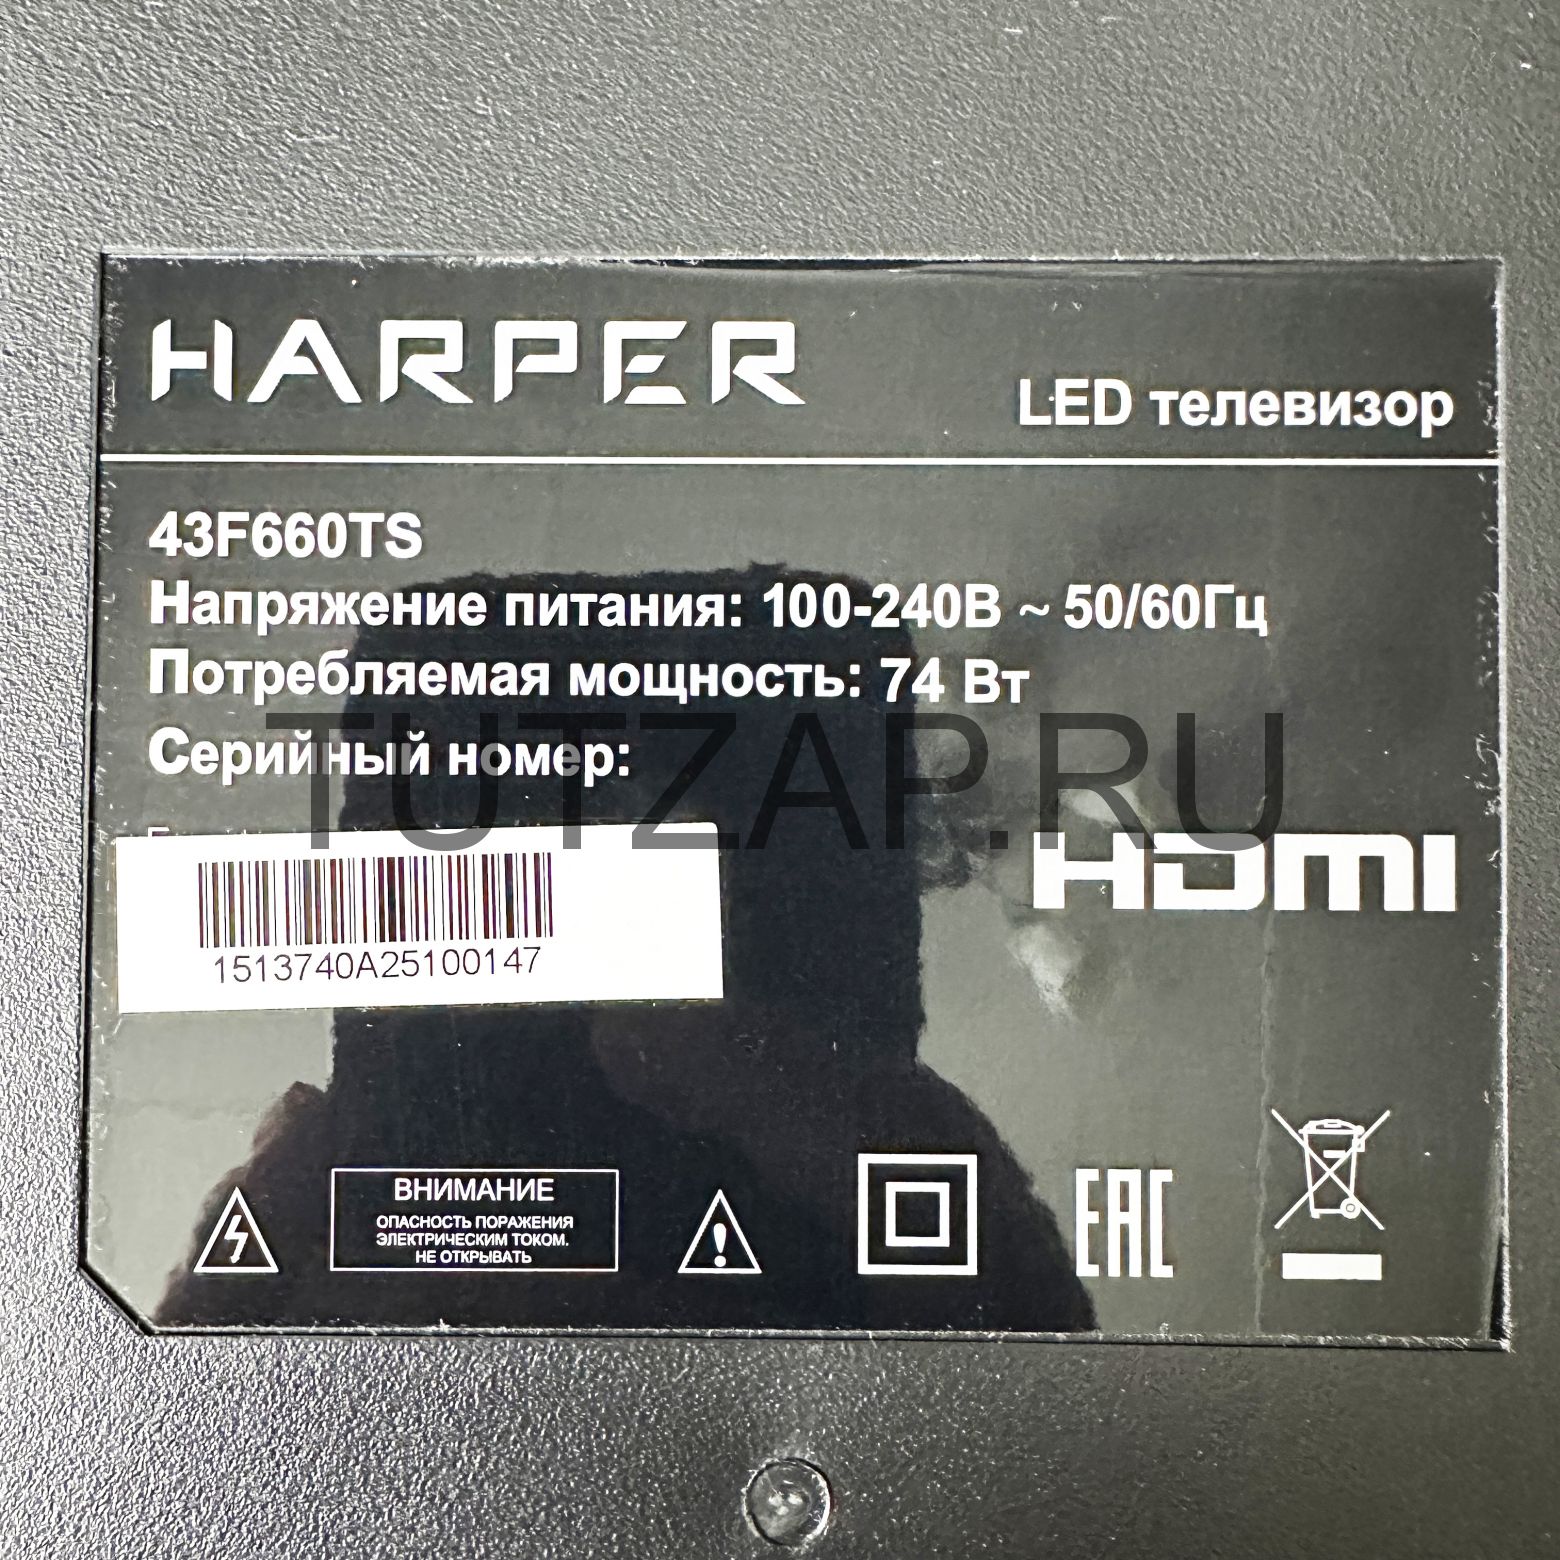 HARPER
LED телевизор
43F660TS
Напряжение питания: 100-240В ~ 50/60Гц
Потребляемая мощность: 74 Вт
Серийный номер:
TUTZAP.RU
HDMI
1513740A25100147
ВНИМАНИЕ
ОПАСНОСТЬ ПОРАЖЕНИЯ
ЭЛЕКТРИЧЕСКИМ ТОКОМ.
НЕ ОТКРЫВАТЬ
EAC